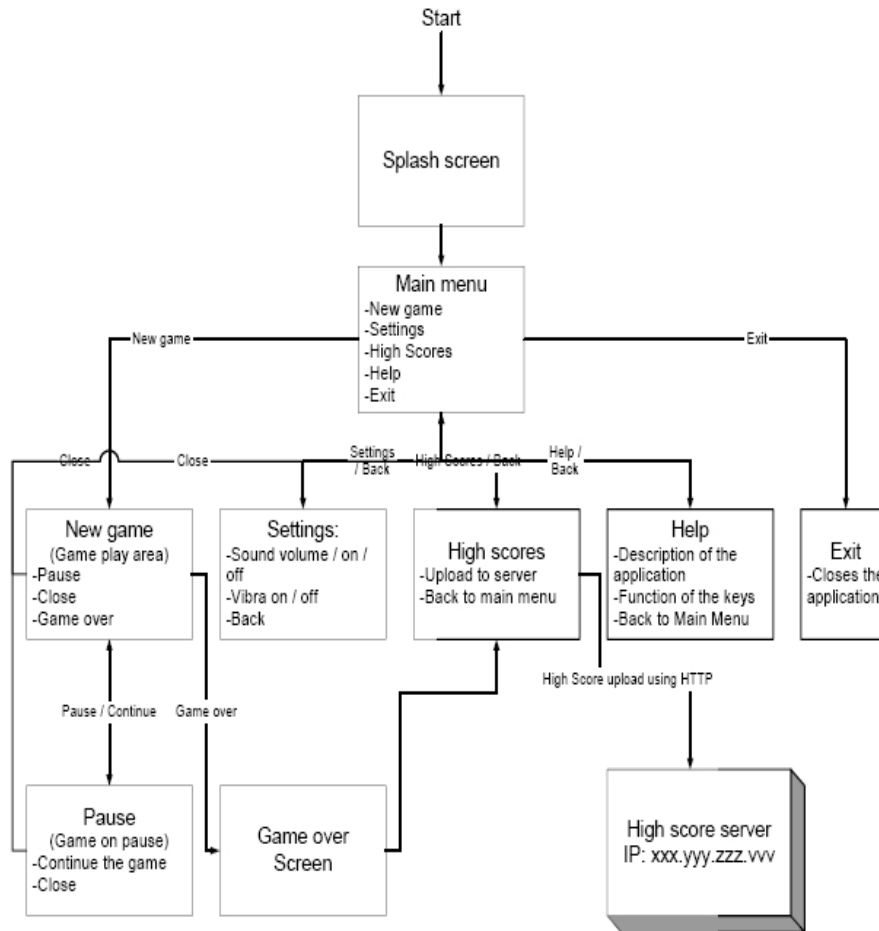 Start
Splash screen
Main menu
-New game
-Settings
-High Scores
-Help
-Exit
New game
Exit
Close
Close
Settings
/ Back
High Scores / Back
Help /
Back
New game
(Game play area)
-Pause
-Close
-Game over
Settings:
-Sound volume / on /
off
-Vibra on / off
-Back
High scores
-Upload to server
-Back to main menu
Help
-Description of the
application
-Function of the keys
-Back to Main Menu
Exit
-Closes the
application
High Score upload using HTTP
Pause / Continue
Game over
Pause
(Game on pause)
-Continue the game
-Close
Game over
Screen
High score server
IP: xxx.yyy.zzz.vvv